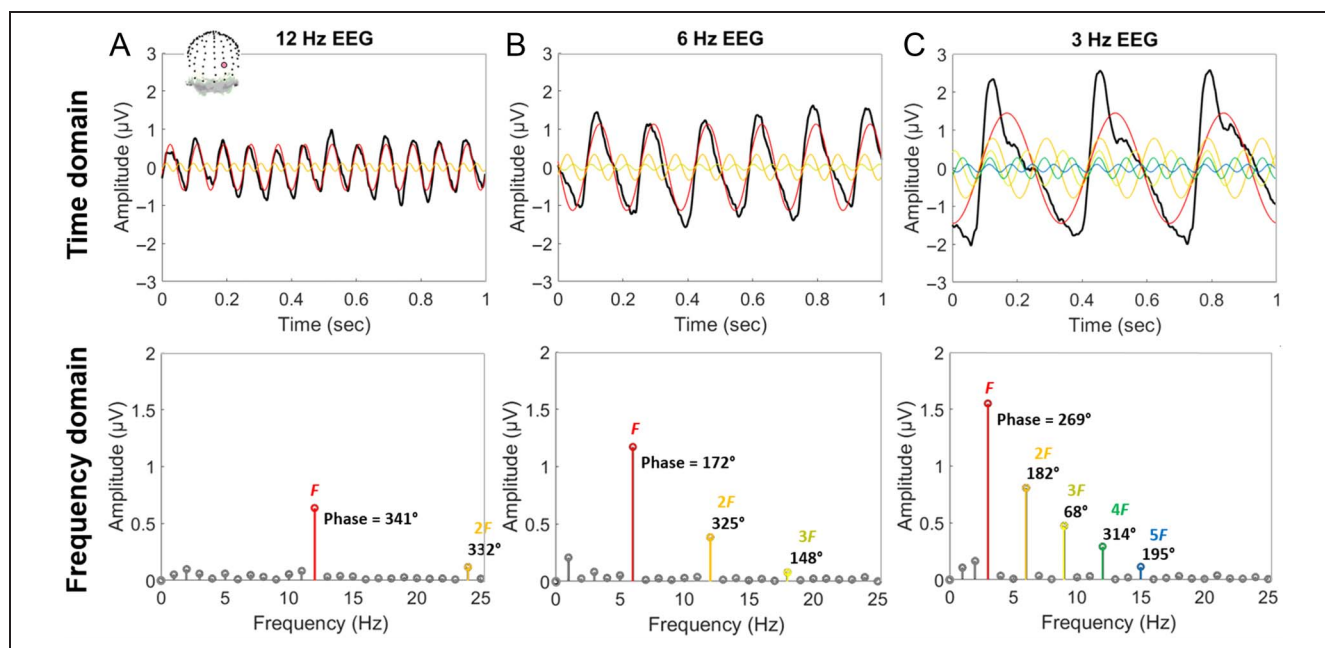 A
12 Hz EEG
B
6 Hz EEG
C
3 Hz EEG
Time domain
Amplitude (µV)
3
2
1
0
−1
−2
−3
0 0.2 0.4 0.6 0.8 1
Time (sec)
Amplitude (µV)
3
2
1
0
−1
−2
−3
0 0.2 0.4 0.6 0.8 1
Time (sec)
Amplitude (µV)
3
2
1
0
−1
−2
−3
0 0.2 0.4 0.6 0.8 1
Time (sec)
Frequency domain
Amplitude (µV)
2
1.5
1
0.5
0
F
Phase = 341°
2F
332°
0 5 10 15 20 25
Frequency (Hz)
Amplitude (µV)
2
1.5
1
0.5
0
F
Phase = 172°
2F
325°
3F
148°
0 5 10 15 20 25
Frequency (Hz)
Amplitude (µV)
2
1.5
1
0.5
0
F
Phase = 269°
2F
182°
3F
68°
4F
314°
5F
195°
0 5 10 15 20 25
Frequency (Hz)